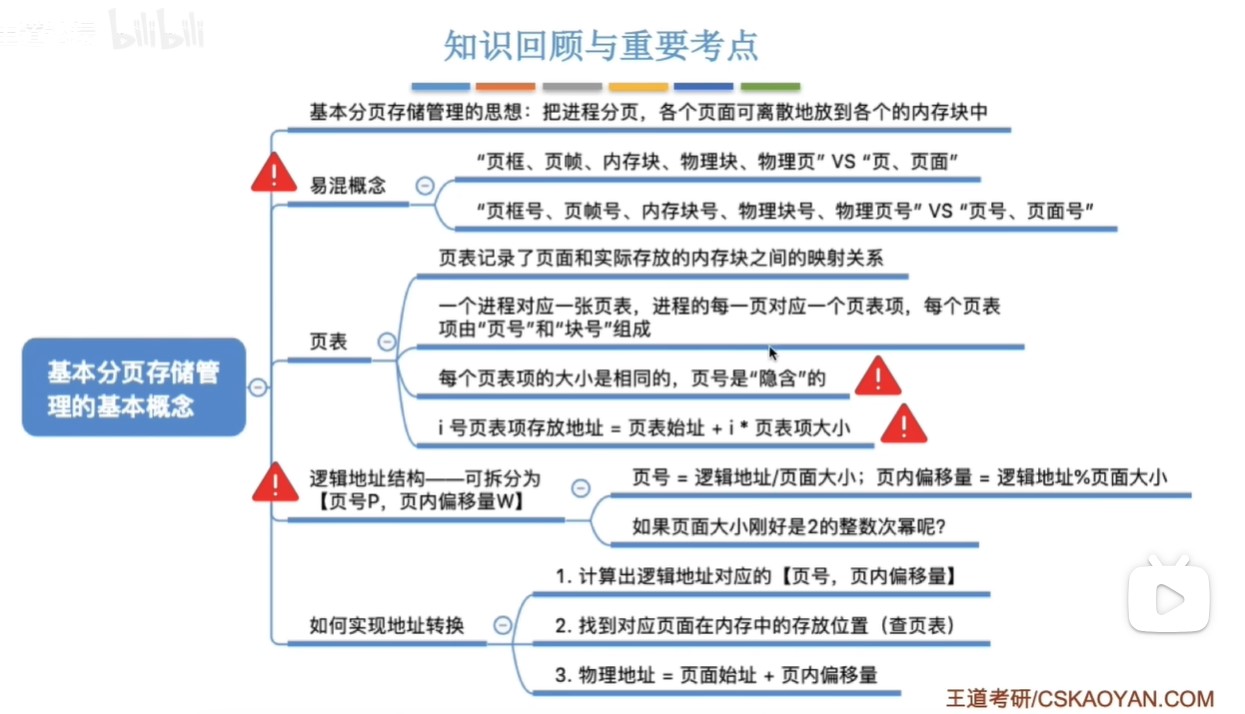 bilibili
知识回顾与重要考点
基本分页存储管理的思想：把进程分页，各个页面可离散地放到各个的内存块中
易混概念
“页框、页帧、内存块、物理块、物理页” VS “页、页面”
“页框号、页帧号、内存块号、物理块号、物理页号” VS “页号、页面号”
页表记录了页面和实际存放的内存块之间的映射关系
一个进程对应一张页表，进程的每一页对应一个页表项，每个页表
项由“页号”和“块号”组成
页表
每个页表项的大小是相同的，页号是“隐含”的
i 号页表项存放地址 = 页表始址 + i * 页表项大小
基本分页存储管
理的基本概念
逻辑地址结构——可拆分为
【页号P，页内偏移量W】
页号 = 逻辑地址/页面大小；页内偏移量 = 逻辑地址%页面大小
如果页面大小刚好是2的整数次幂呢？
如何实现地址转换
1. 计算出逻辑地址对应的【页号，页内偏移量】
2. 找到对应页面在内存中的存放位置（查页表）
3. 物理地址 = 页面始址 + 页内偏移量
王道考研/CSKAOYAN.COM